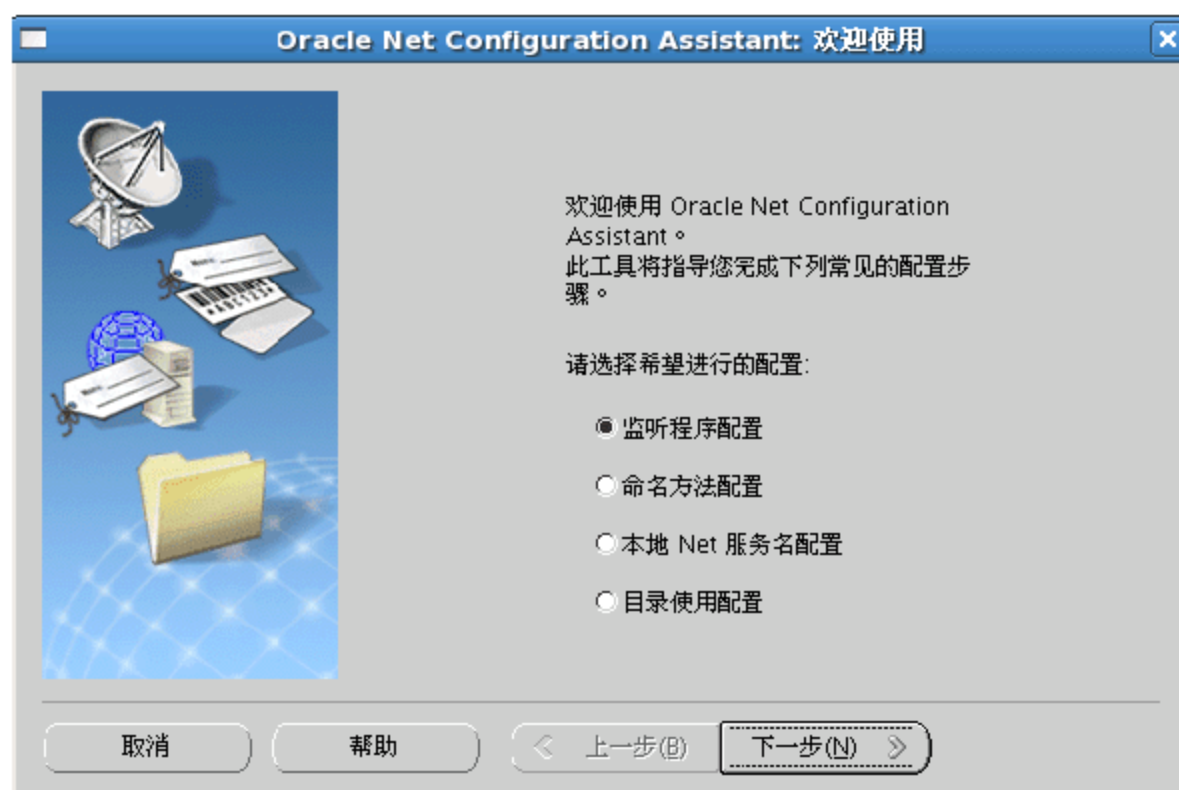 Oracle Net Configuration Assistant: 欢迎使用
欢迎使用 Oracle Net Configuration
Assistant。
此工具将指导您完成下列常见的配置步
骤。
请选择希望进行的配置:
监听程序配置
命名方法配置
本地 Net 服务名配置
目录使用配置
取消
帮助
上一步(B)
下一步(N)